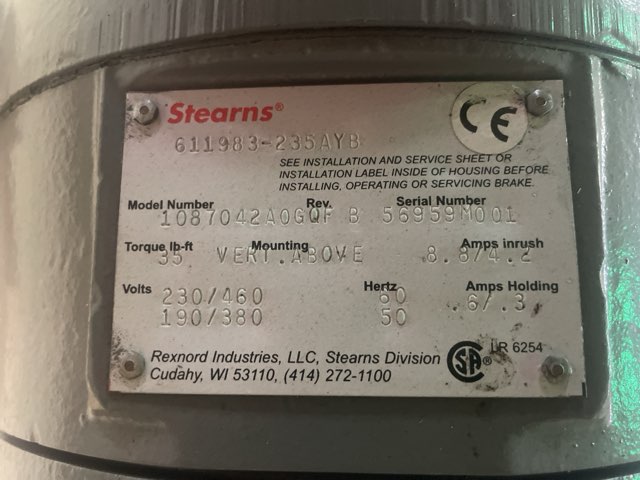 Stearns®
CE
611983-235AYB
SEE INSTALLATION AND SERVICE SHEET OR
INSTALLATION LABEL INSIDE OF HOUSING BEFORE
INSTALLING, OPERATING OR SERVICING BRAKE.
Model Number Rev. Serial Number
1087042A0GQF B 56959M001
Torque lb-ft Mounting Amps inrush
35 VERT.ABOVE 8.8/4.2
Volts Hertz Amps Holding
230/460 60 .6/.3
190/380 50
Rexnord Industries, LLC, Stearns Division SA® LR 6254
Cudahy, WI 53110, (414) 272-1100